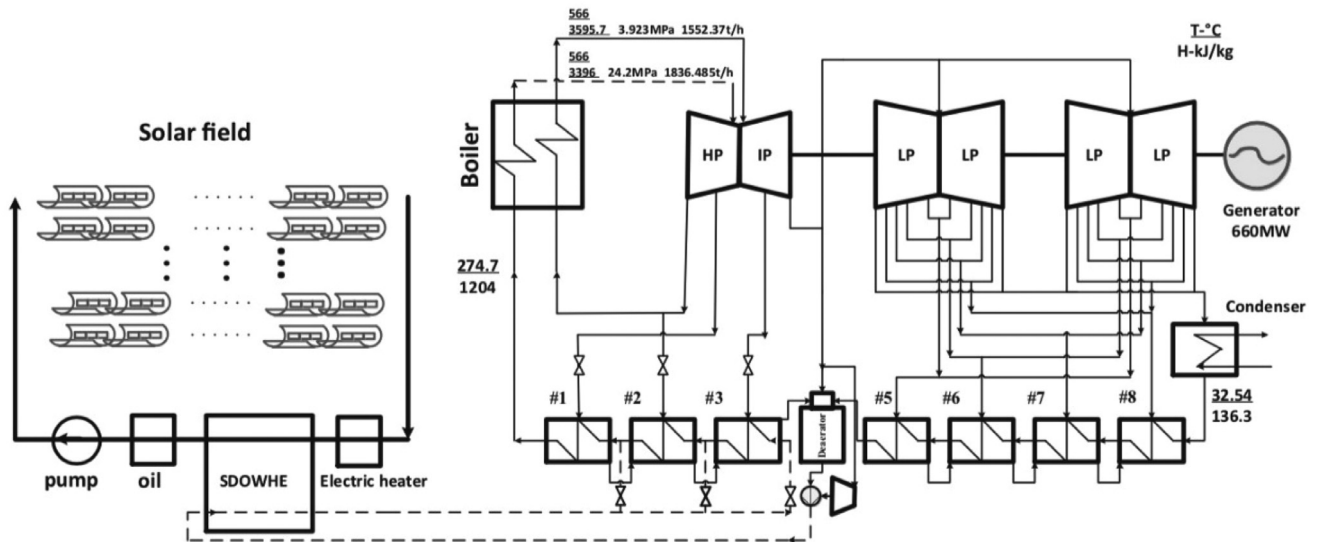 566
3595.7 3.923MPa 1552.37t/h
566
3396 24.2MPa 1836.485t/h
T-°C
H-kJ/kg
Solar field
Boiler
HP
IP
LP
LP
LP
LP
Generator
660MW
274.7
1204
Condenser
32.54
136.3
#1
#2
#3
#5
#6
#7
#8
Deaerator
pump
oil
SDOWHE
Electric heater